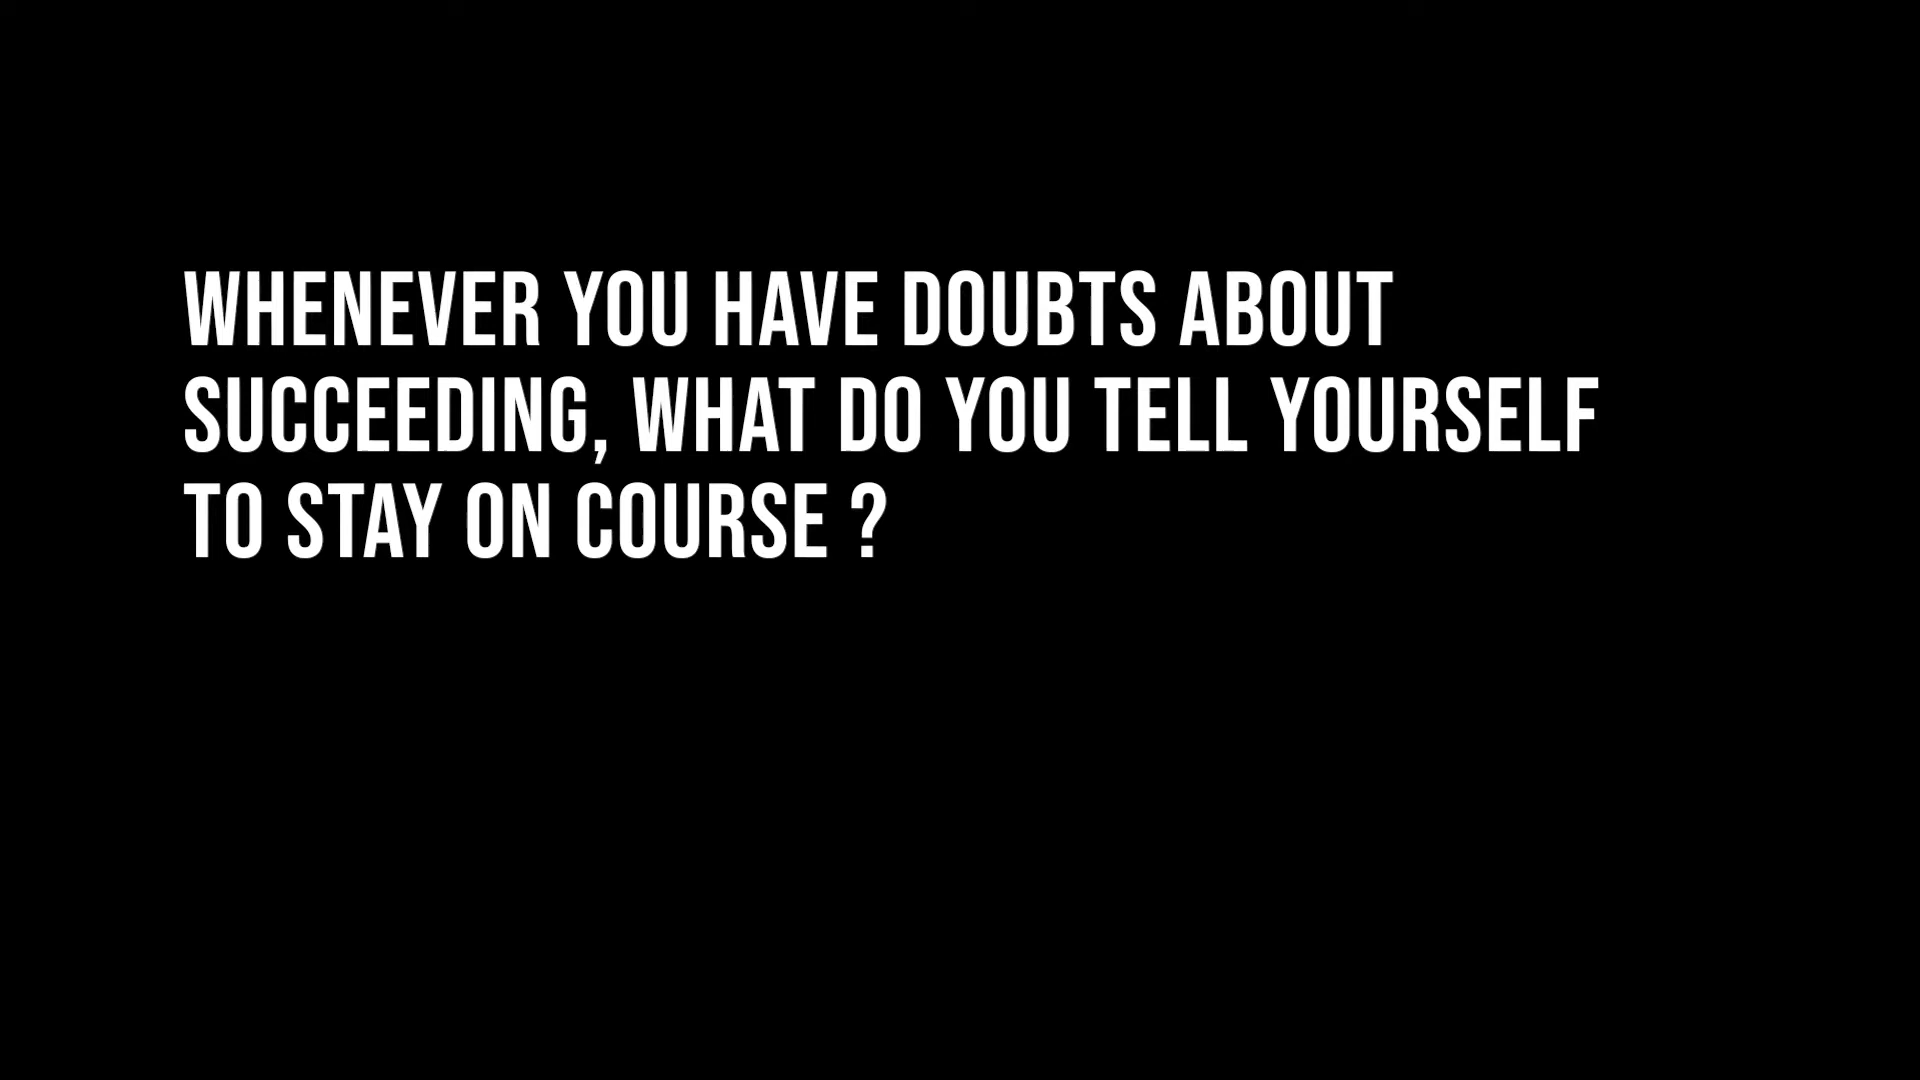 WHENEVER YOU HAVE DOUBTS ABOUT
SUCCEEDING, WHAT DO YOU TELL YOURSELF
TO STAY ON COURSE ?